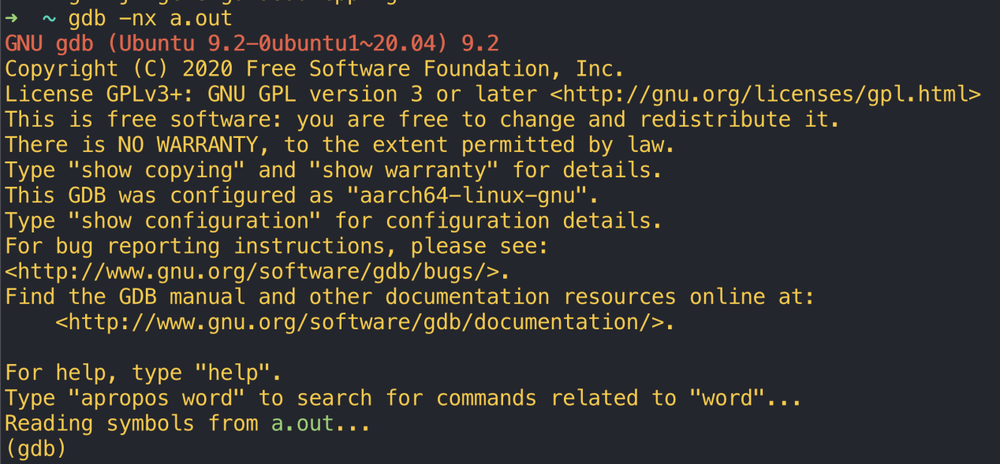 ➜  ~ gdb -nx a.out
GNU gdb (Ubuntu 9.2-0ubuntu1~20.04) 9.2
Copyright (C) 2020 Free Software Foundation, Inc.
License GPLv3+: GNU GPL version 3 or later <http://gnu.org/licenses/gpl.html>
This is free software: you are free to change and redistribute it.
There is NO WARRANTY, to the extent permitted by law.
Type "show copying" and "show warranty" for details.
This GDB was configured as "aarch64-linux-gnu".
Type "show configuration" for configuration details.
For bug reporting instructions, please see:
<http://www.gnu.org/software/gdb/bugs/>.
Find the GDB manual and other documentation resources online at:
    <http://www.gnu.org/software/gdb/documentation/>.

For help, type "help".
Type "apropos word" to search for commands related to "word"...
Reading symbols from a.out...
(gdb)